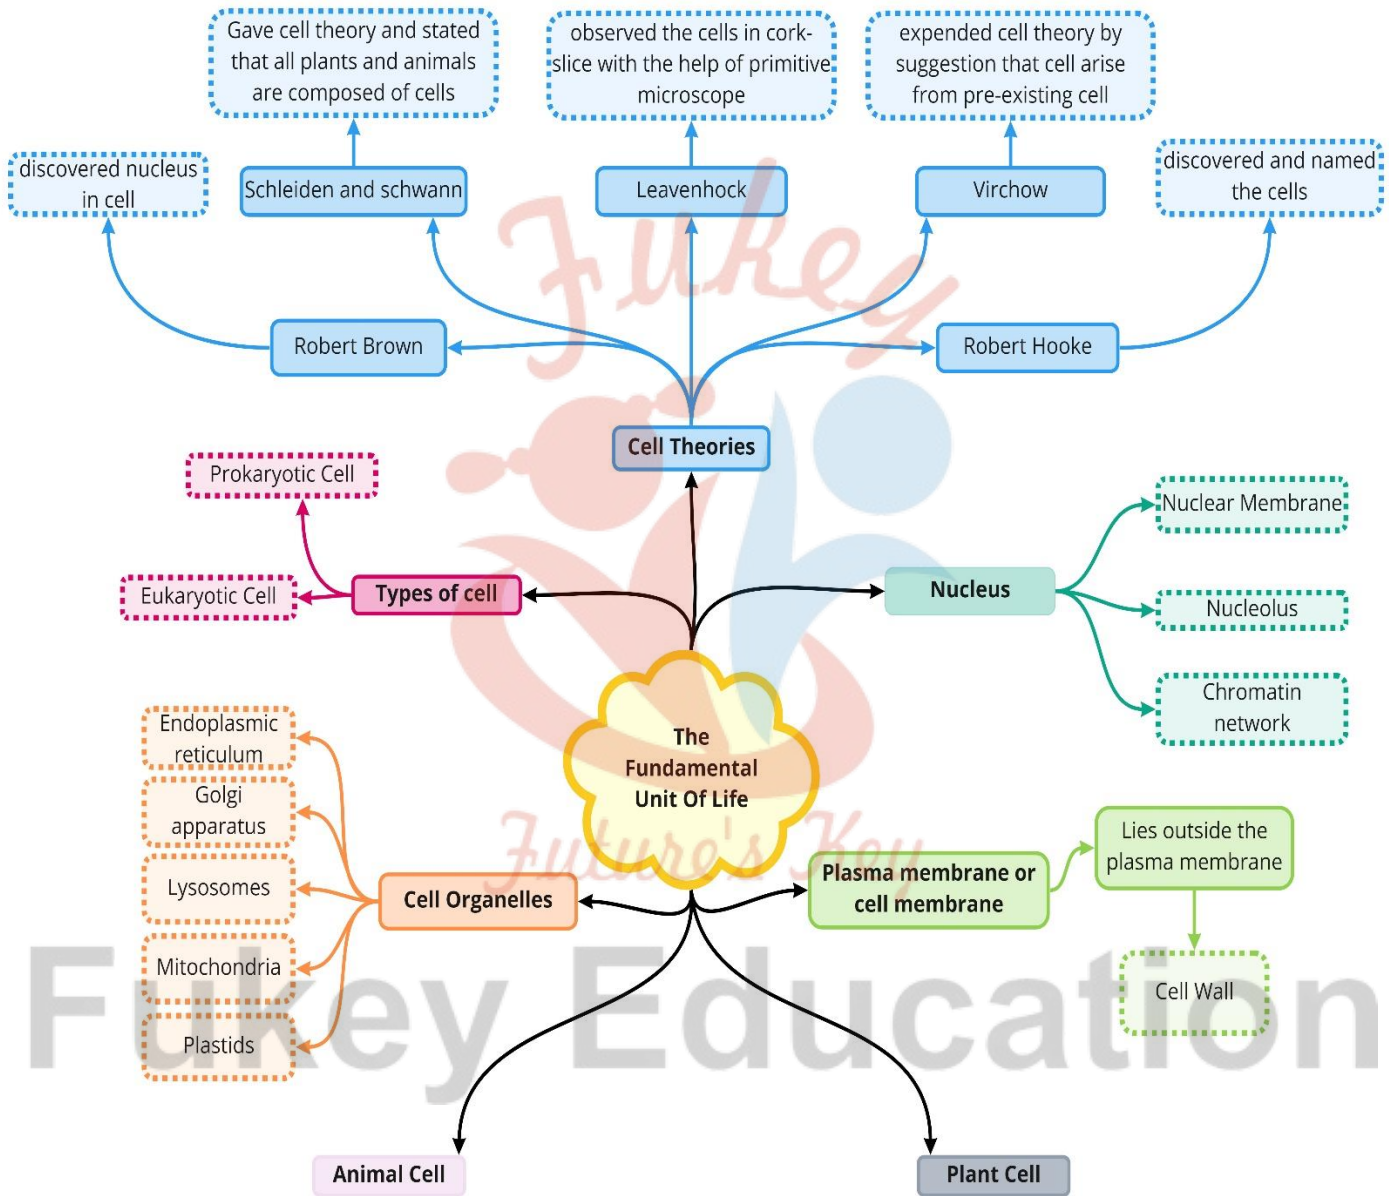 Gave cell theory and stated
that all plants and animals
are composed of cells
observed the cells in cork-
slice with the help of primitive
microscope
expended cell theory by
suggestion that cell arise
from pre-existing cell
discovered nucleus
in cell
Schleiden and schwann
Leavenhock
Virchow
discovered and named
the cells
Fukey
Robert Brown
Robert Hooke
Cell Theories
Prokaryotic Cell
Nuclear Membrane
Eukaryotic Cell
Types of cell
Nucleus
Nucleolus
Chromatin
network
Endoplasmic
reticulum
The
Fundamental
Unit Of Life
Golgi
apparatus
Lies outside the
plasma membrane
Future's Key
Lysosomes
Cell Organelles
Plasma membrane or
cell membrane
Mitochondria
Cell Wall
Fukey Education
Plastids
Animal Cell
Plant Cell